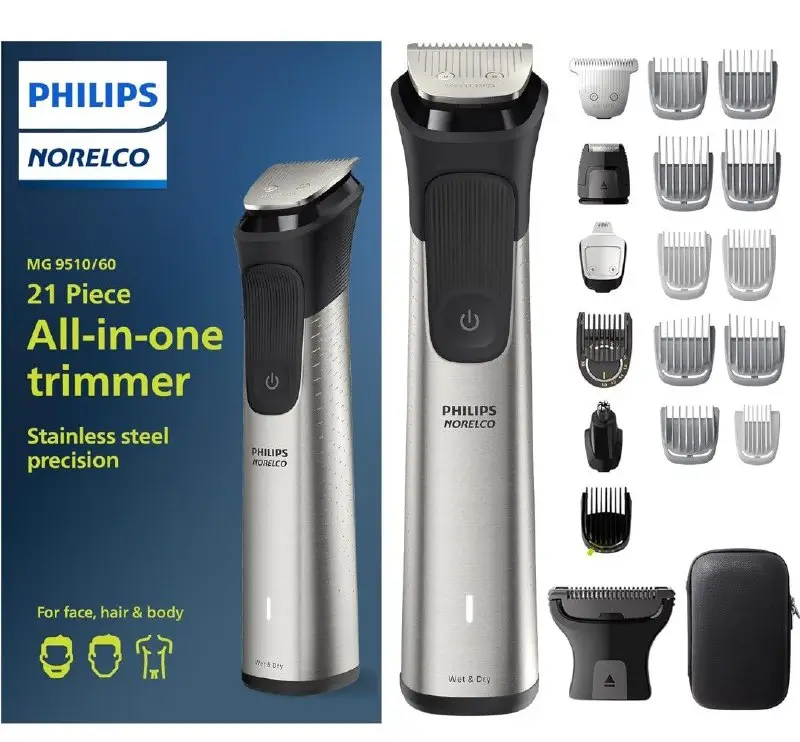 PHILIPS
NORELCO
MG 9510/60
21 Piece
All-in-one
trimmer
Stainless steel
precision
For face, hair & body
PHILIPS
NORELCO
Wet & Dry
PHILIPS
NORELCO
Wet & Dry